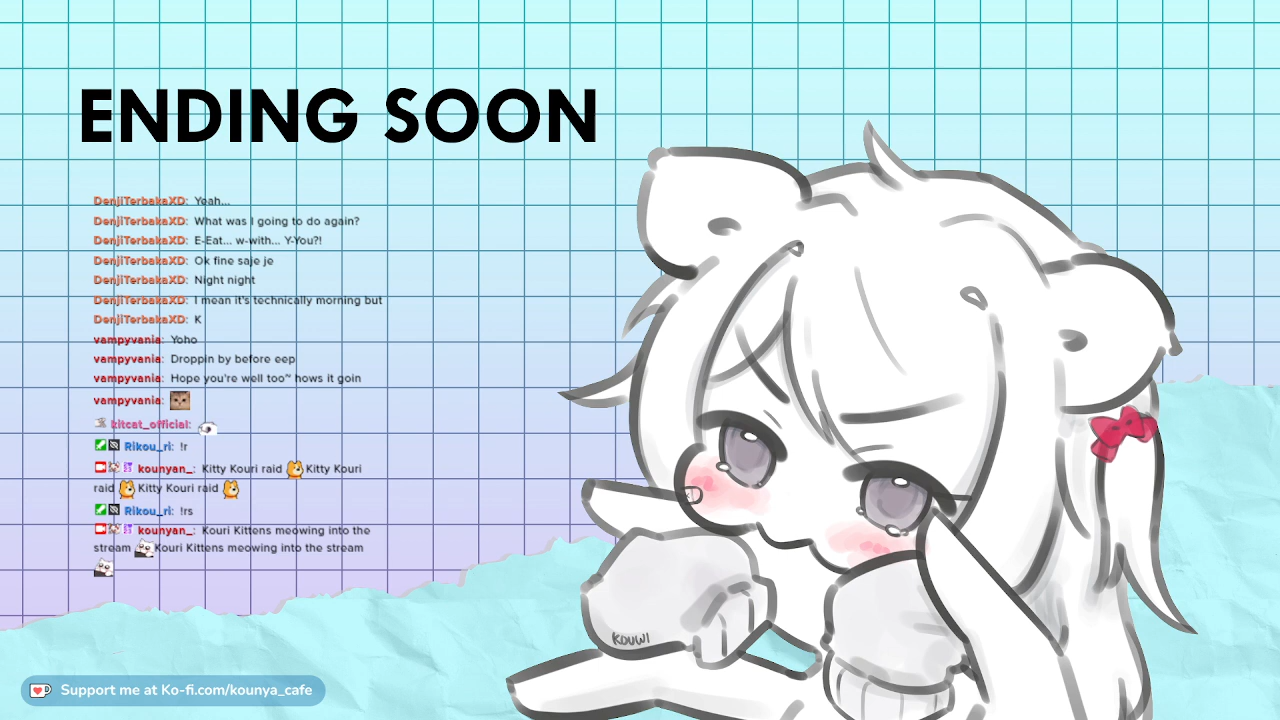 ENDING SOON
DenjiTerbakaXD: Yeah...
DenjiTerbakaXD: What was I going to do again?
DenjiTerbakaXD: E-Eat... w-with... Y-You?!
DenjiTerbakaXD: Ok fine saje je
DenjiTerbakaXD: Night night
DenjiTerbakaXD: I mean it's technically morning but
DenjiTerbakaXD: K
vampyvania: Yoho
vampyvania: Droppin by before eep
vampyvania: Hope you're well too~ hows it goin
vampyvania:
kitcat_official:
Rikou_ri: !r
kounyan_: Kitty Kouri raid Kitty Kouri
raid Kitty Kouri raid
Rikou_ri: !rs
kounyan_: Kouri Kittens meowing into the
stream Kouri Kittens meowing into the stream
KOUWI
Support me at Ko-fi.com/kounya_cafe